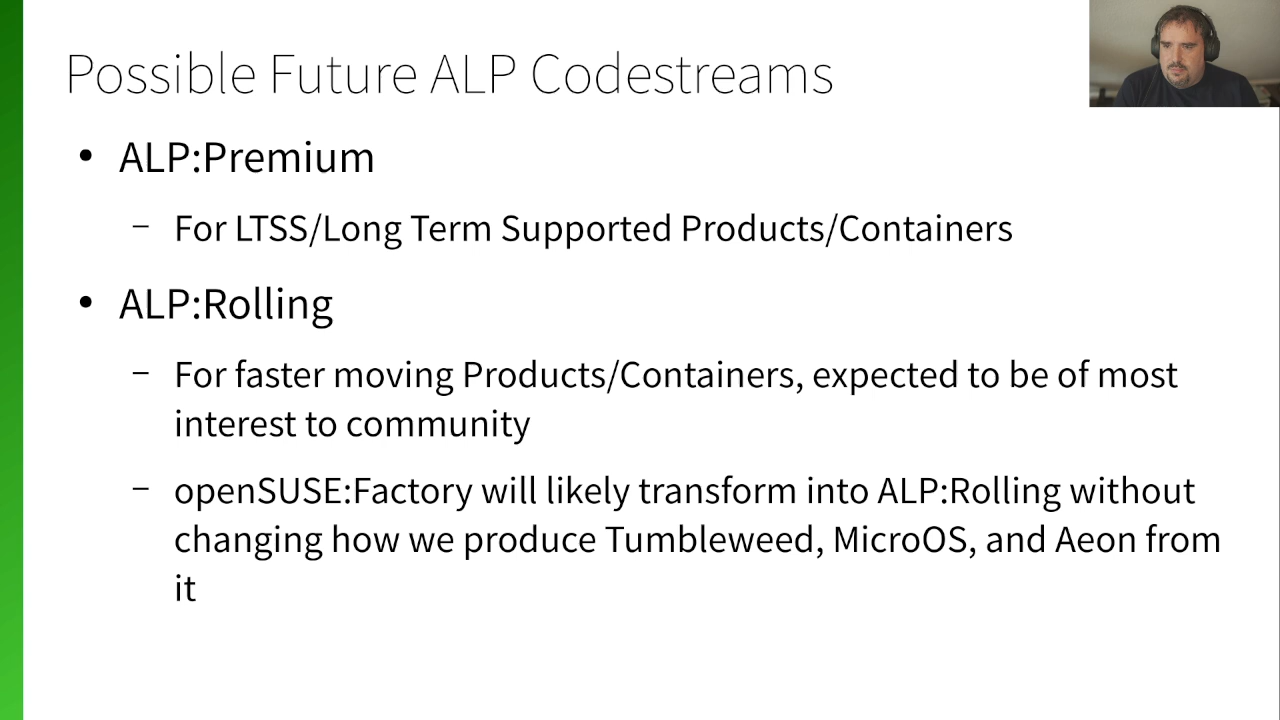 Possible Future ALP Codestreams
• ALP:Premium
– For LTSS/Long Term Supported Products/Containers
• ALP:Rolling
– For faster moving Products/Containers, expected to be of most
interest to community
– openSUSE:Factory will likely transform into ALP:Rolling without
changing how we produce Tumbleweed, MicroOS, and Aeon from
it